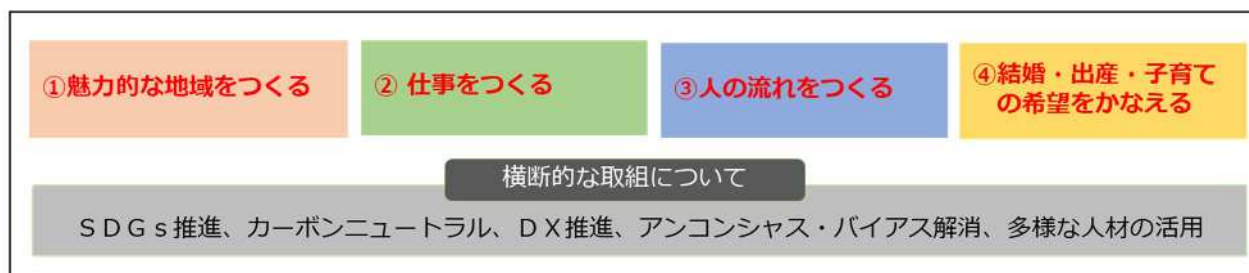 ①魅力的な地域をつくる
② 仕事をつくる
③人の流れをつくる
④結婚・出産・子育て
の希望をかなえる
横断的な取組について
ＳＤＧｓ推進、カーボンニュートラル、ＤＸ推進、アンコンシャス・バイアス解消、多様な人材の活用